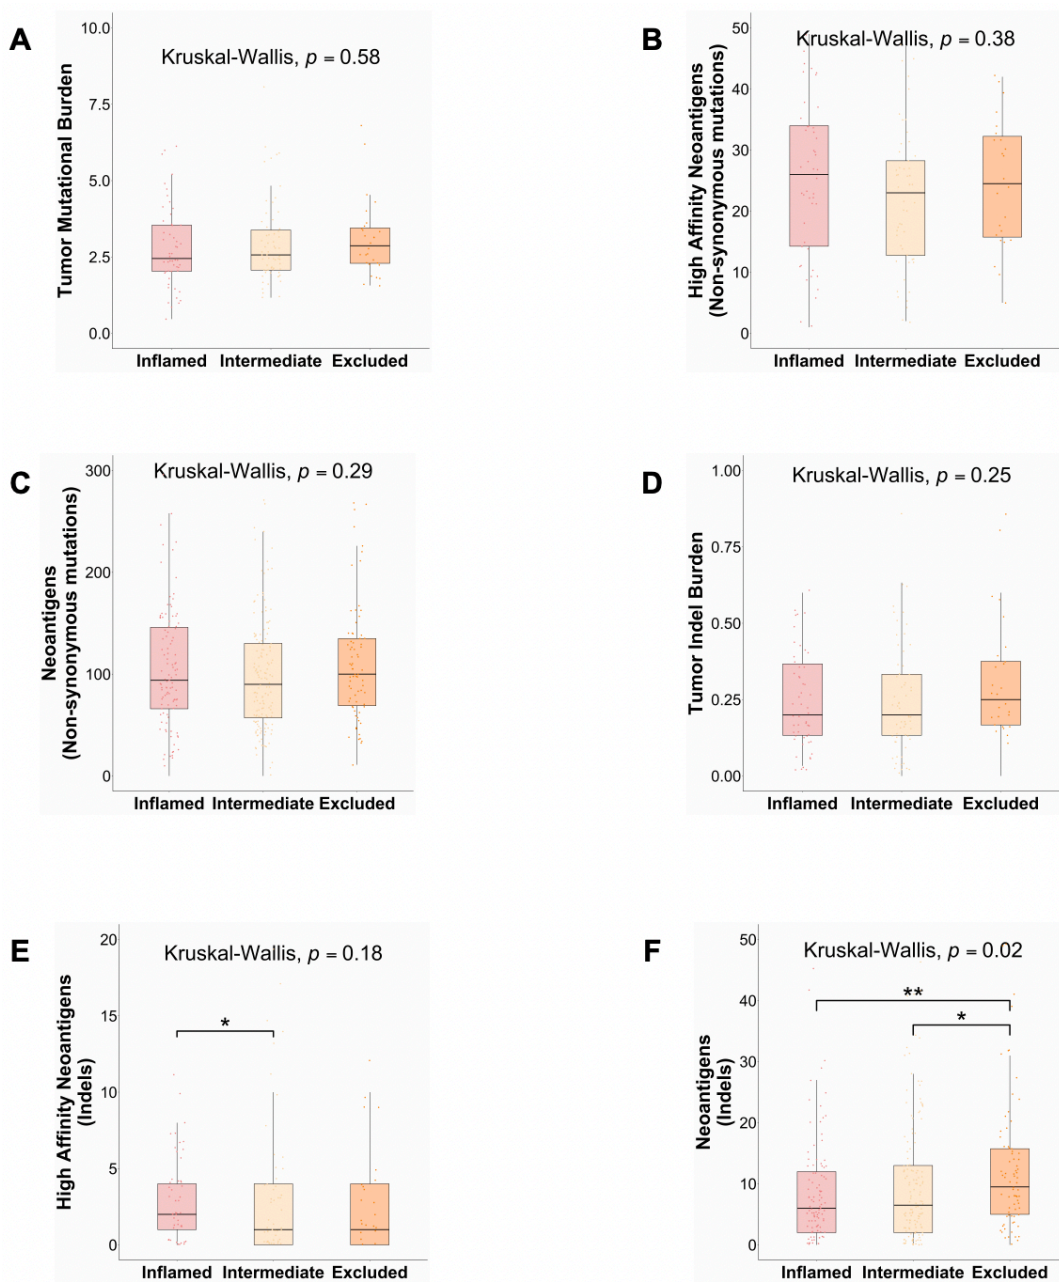 A
Kruskal-Wallis, p = 0.58
Tumor Mutational Burden
10.0
7.5
5.0
2.5
0.0
Inflamed Intermediate Excluded
B
Kruskal-Wallis, p = 0.38
High Affinity Neoantigens
(Non-synonymous mutations)
50
40
30
20
10
0
Inflamed Intermediate Excluded
C
Kruskal-Wallis, p = 0.29
Neoantigens
(Non-synonymous mutations)
300
200
100
0
Inflamed Intermediate Excluded
D
Kruskal-Wallis, p = 0.25
Tumor Indel Burden
1.00
0.75
0.50
0.25
0.00
Inflamed Intermediate Excluded
E
Kruskal-Wallis, p = 0.18
High Affinity Neoantigens
(Indels)
20
15
10
5
0
*
Inflamed Intermediate Excluded
F
Kruskal-Wallis, p = 0.02
Neoantigens
(Indels)
50
40
30
20
10
0
**
*
Inflamed Intermediate Excluded